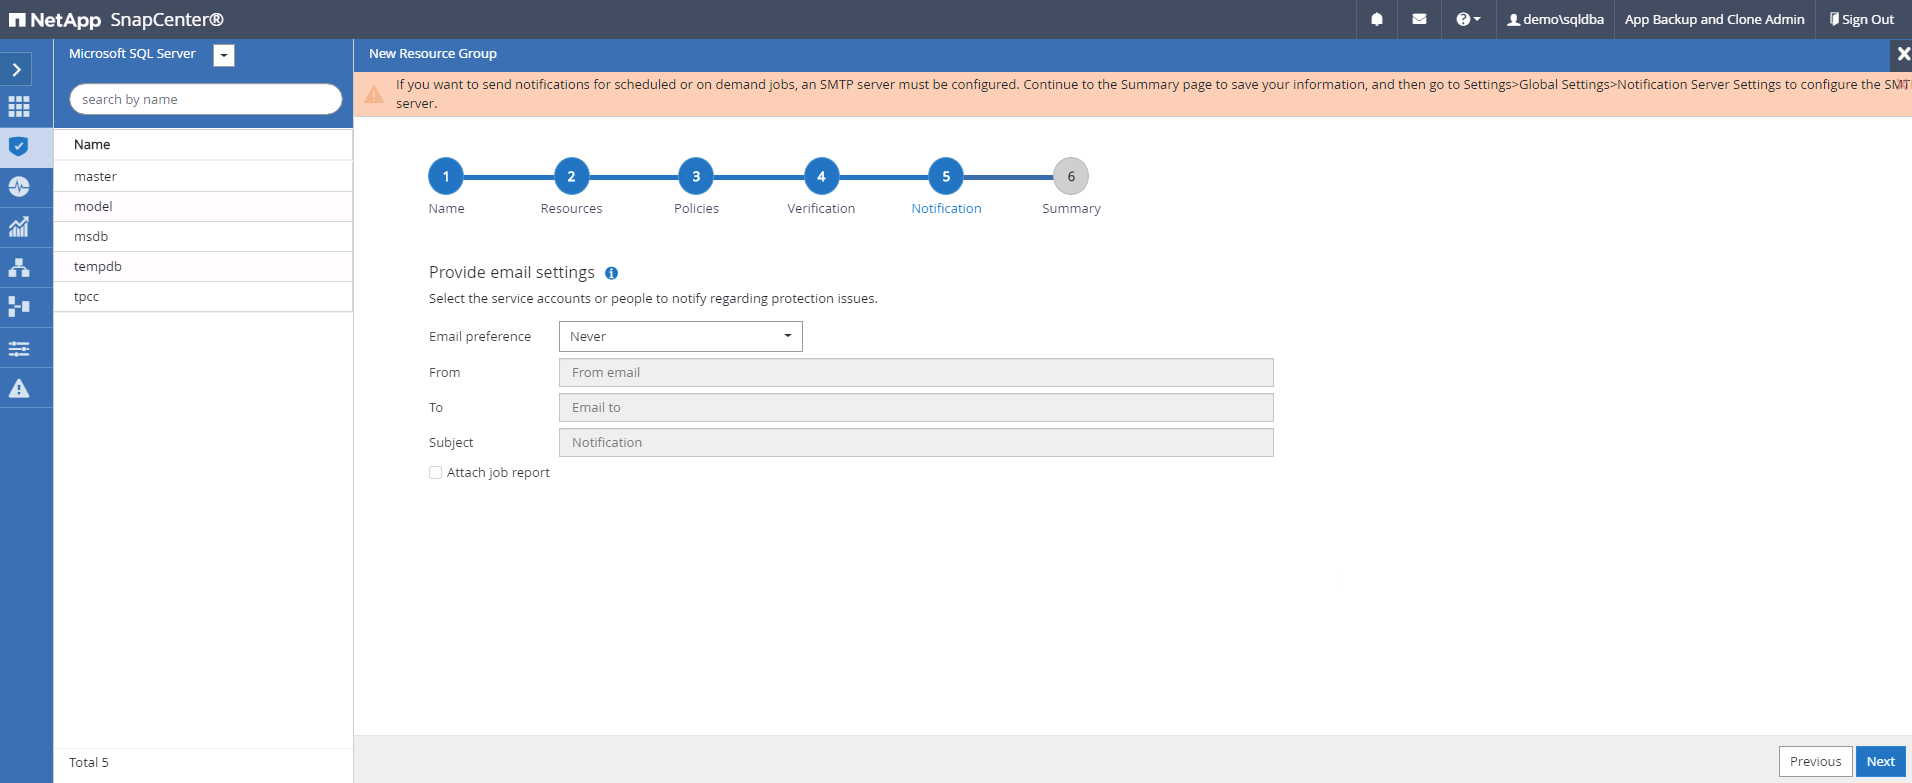 NetApp SnapCenter®
demo\sqldba App Backup and Clone Admin Sign Out
Microsoft SQL Server
New Resource Group
search by name
If you want to send notifications for scheduled or on demand jobs, an SMTP server must be configured. Continue to the Summary page to save your information, and then go to Settings>Global Settings>Notification Server Settings to configure the SMT
server.
Name
master
model
msdb
tempdb
tpcc
Total 5
1 2 3 4 5 6
Name Resources Policies Verification Notification Summary
Provide email settings
Select the service accounts or people to notify regarding protection issues.
Email preference Never
From From email
To Email to
Subject Notification
Attach job report
Previous Next